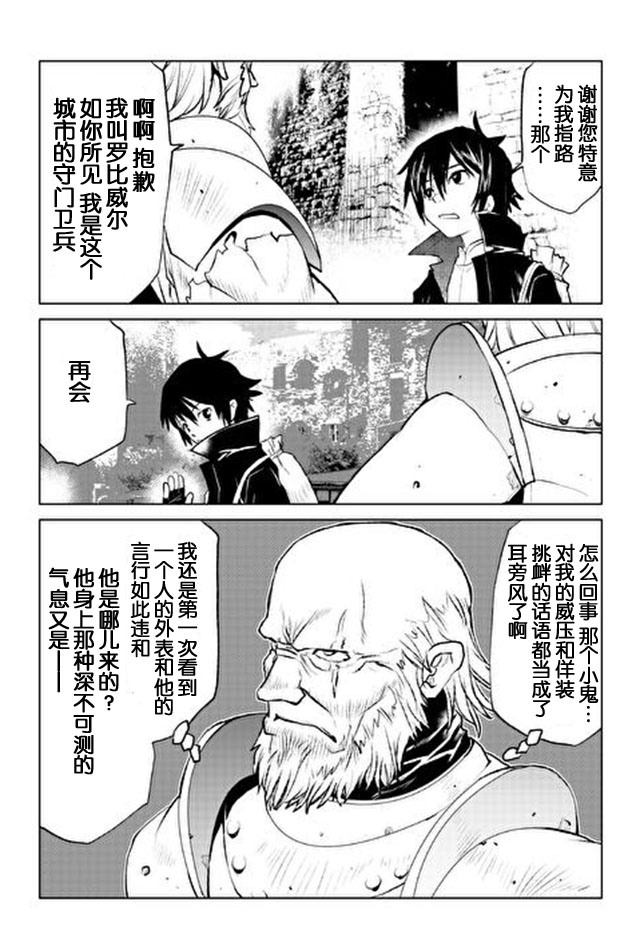 谢谢您特意
为我指路
……那个
啊啊 抱歉
我叫罗比威尔
如你所见 我是这个
城市的守门卫兵
再会
怎么回事 那个小鬼…
对我的威压和佯装
挑衅的话语都当成了
耳旁风了啊
我还是第一次看到
一个人的外表和他的
言行如此违和
他是哪儿来的？
他身上那种深不可测的
气息又是——